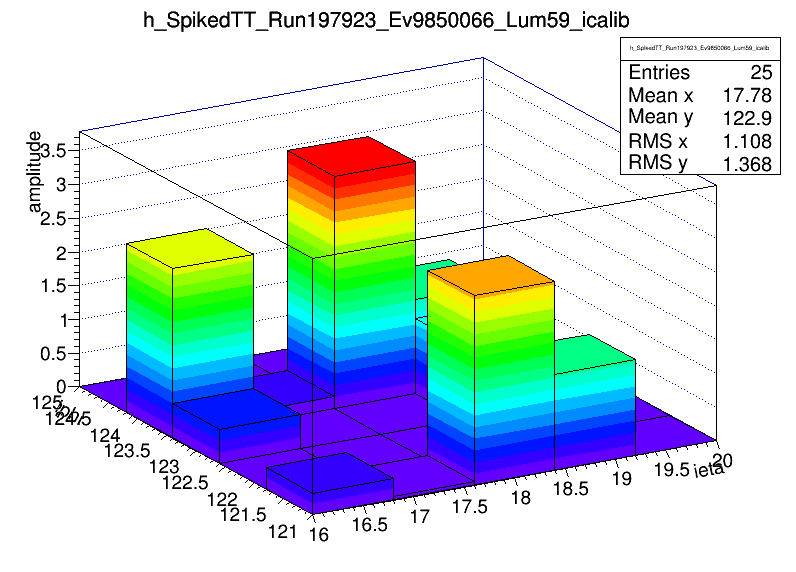 h_SpikedTT_Run197923_Ev9850066_Lum59_icalib
h_SpikedTT_Run197923_Ev9850066_Lum59_icalib
Entries 25
Mean x 17.78
Mean y 122.9
RMS x 1.108
RMS y 1.368
amplitude
3.5
3
2.5
2
1.5
1
0.5
0
125
124.5
124
123.5
123
122.5
122
121.5
121
16
16.5
17
17.5
18
18.5
19
19.5
20
ieta